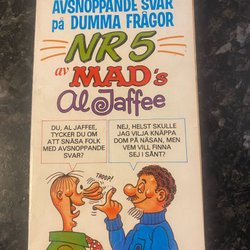 AVSNOPPANDE SVAR
på DUMMA FRÅGOR
NR 5
av MAD's
Al Jaffee
DU, AL JAFFEE,
TYCKER DU OM
ATT SNÄSA FOLK
MED AVSNOPPANDE
SVAR?
NEJ, HELST SKULLE
JAG VILJA KNÄPPA
DOM PÅ NÄSAN, MEN
VEM VILL FINNA
SEJ I SÅNT?
THOOP!